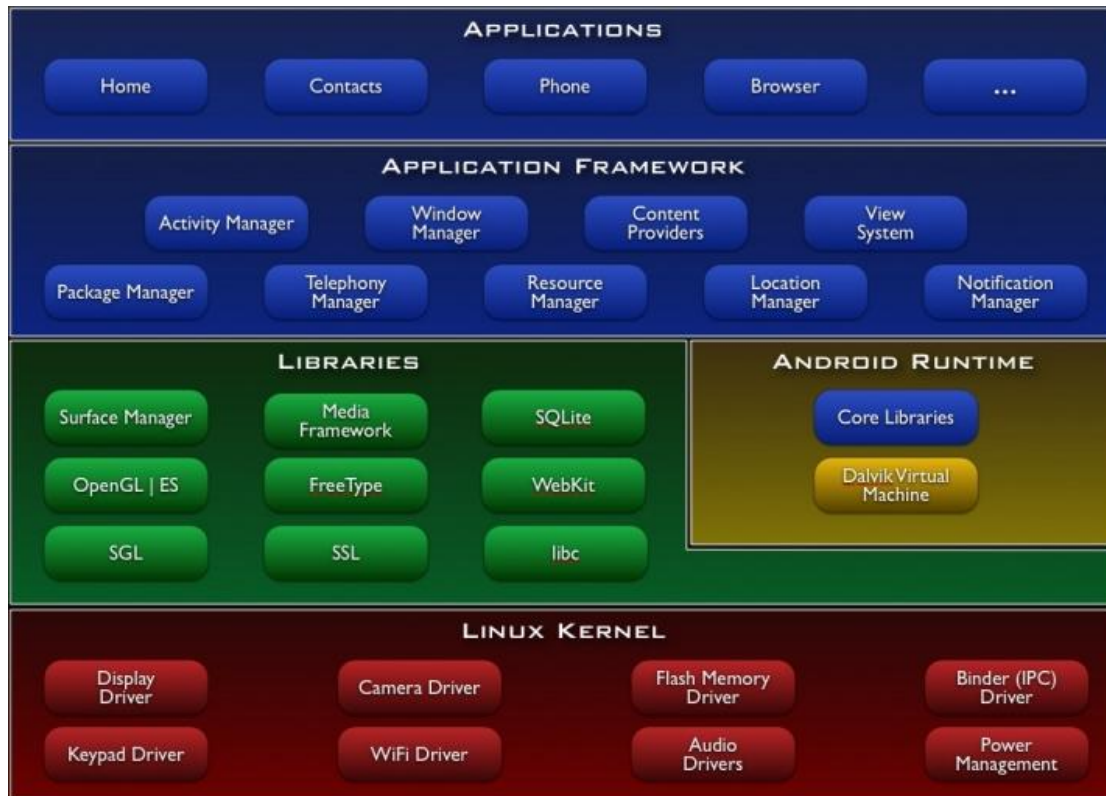 APPLICATIONS
Home
Contacts
Phone
Browser
...
APPLICATION FRAMEWORK
Activity Manager
Window
Manager
Content
Providers
View
System
Package Manager
Telephony
Manager
Resource
Manager
Location
Manager
Notification
Manager
LIBRARIES
Surface Manager
Media
Framework
SQLite
OpenGL | ES
FreeType
WebKit
SGL
SSL
libc
ANDROID RUNTIME
Core Libraries
Dalvik Virtual
Machine
LINUX KERNEL
Display
Driver
Camera Driver
Flash Memory
Driver
Binder (IPC)
Driver
Keypad Driver
WiFi Driver
Audio
Drivers
Power
Management